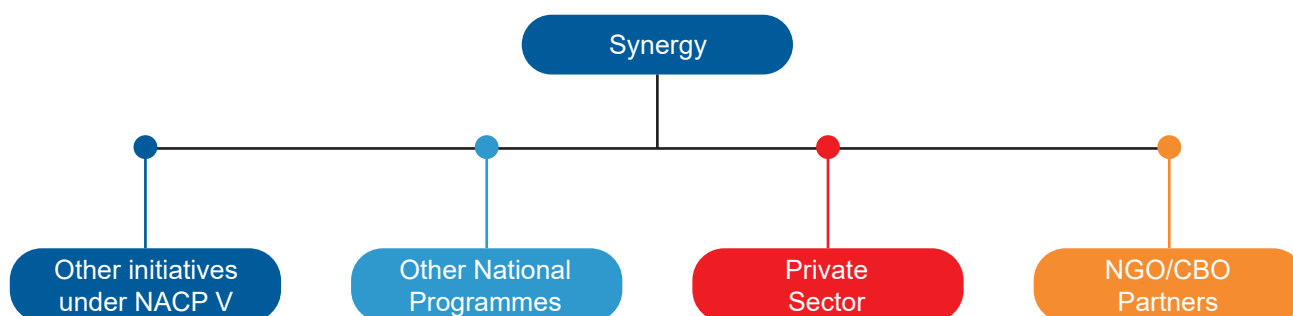 Synergy
Other initiatives
under NACP V
Other National
Programmes
Private
Sector
NGO/CBO
Partners